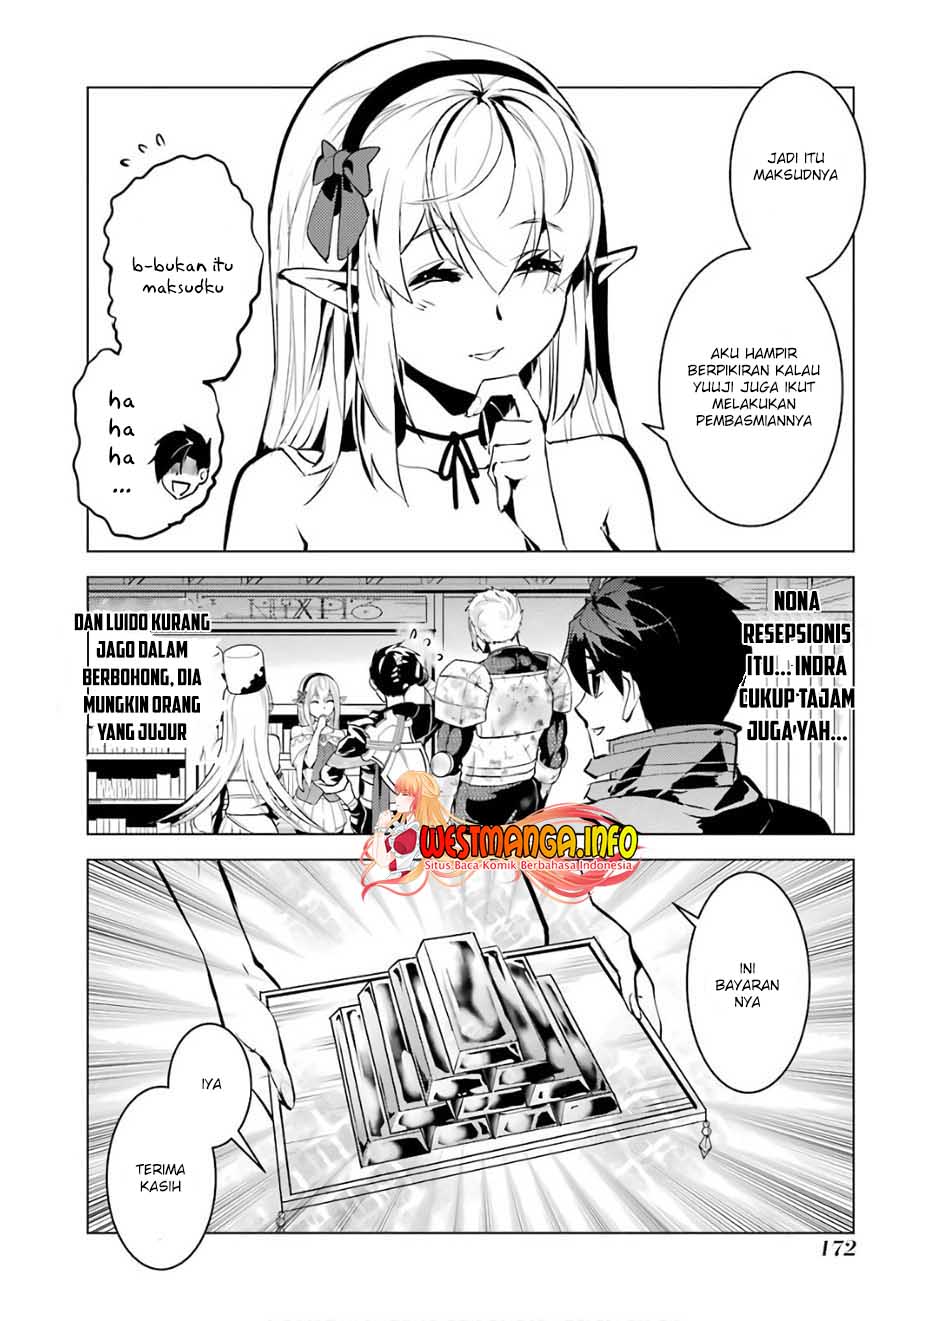 JADI ITU
MAKSUDNYA
AKU HAMPIR
BERPIKIRAN KALAU
YUUJI JUGA IKUT
MELAKUKAN
PEMBASMIANNYA
b-bukan itu
maksudku
ha
ha
ha
...
NONA
RESEPSIONIS
ITU... INDRA
CUKUP TAJAM
JUGA YAH...
DAN LUIDO KURANG
JAGO DALAM
BERBOHONG, DIA
MUNGKIN ORANG
YANG JUJUR
WESTMANGA.INFO
Situs Baca Komik Berbahasa Indonesia
INI
BAYARAN
NYA
IYA
TERIMA
KASIH
172